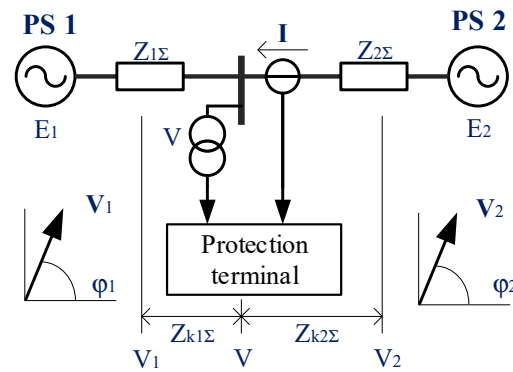 PS 1
I
PS 2
Z1Σ
Z2Σ
E1
V
E2
V1
φ1
Protection
terminal
V2
φ2
Zk1Σ
Zk2Σ
V1
V
V2